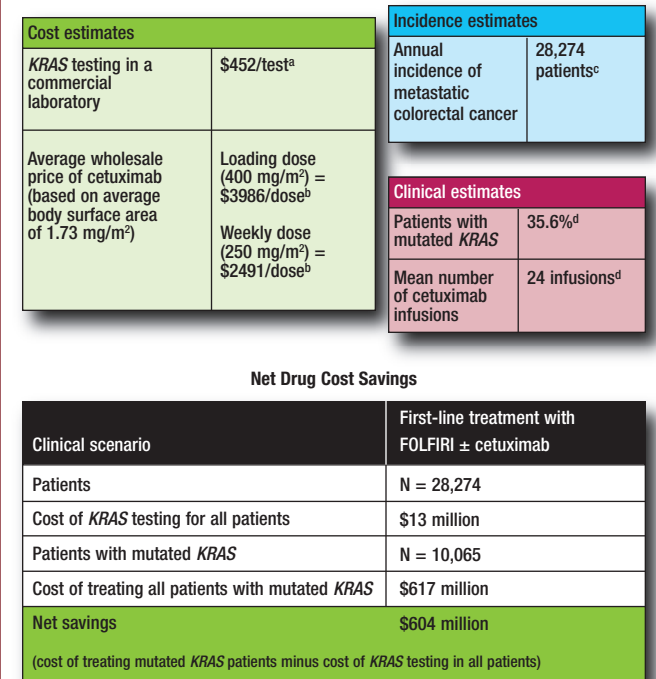 Cost estimates
KRAS testing in a
commercial
laboratory
$452/testᵃ
Average wholesale
price of cetuximab
(based on average
body surface area
of 1.73 mg/m²)
Loading dose
(400 mg/m²) =
$3986/doseᵇ
Weekly dose
(250 mg/m²) =
$2491/doseᵇ
Incidence estimates
Annual
incidence of
metastatic
colorectal cancer
28,274
patientsᶜ
Clinical estimates
Patients with
mutated KRAS
35.6%ᵈ
Mean number
of cetuximab
infusions
24 infusionsᵈ
Net Drug Cost Savings
Clinical scenario
First-line treatment with
FOLFIRI ± cetuximab
Patients
N = 28,274
Cost of KRAS testing for all patients
$13 million
Patients with mutated KRAS
N = 10,065
Cost of treating all patients with mutated KRAS
$617 million
Net savings
$604 million
(cost of treating mutated KRAS patients minus cost of KRAS testing in all patients)